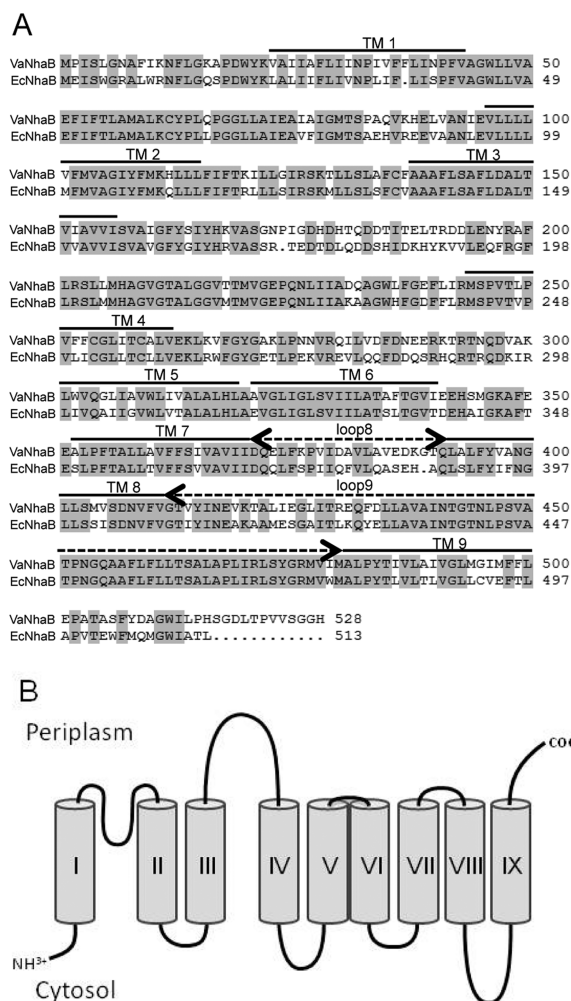 A
TM 1
VaNhaB MPISLGNAFIKNFLGKAPDWYKVAIIAFLIINPIVFFLINPFVAGWLLVA 50
EcNhaB MEISWGRALWRNFLGQSPDWYKLALIIFLIVNPLIF.LISPFVAGWLLVA 49
VaNhaB EFIFTLAMALKCYPLQPGGLLAIEAIAIGMTSPAQVKHELVANIEVLLLL 100
EcNhaB EFIFTLAMALKCYPLLPGGLLAIEAVFIGMTSAEHVREEVAANLEVLLLL 99
TM 2 TM 3
VaNhaB VFMVAGIYFMKHLLLFIFTKILLGIRSKTLLSLAFCFAAAFLSAFLDALT 150
EcNhaB MFMVAGIYFMKQLLLFIFTRLLLSIRSKMLLSLSFCVAAAFLSAFLDALT 149
VaNhaB VIAVVISVAIGFYSIYHKVASGNPIGDHDHTQDDTITELTRDDLENYRAF 200
EcNhaB VVAVVISVAVGFYGIYHRVASSR.TEDTDLQDDSHIDKHYKVVLEQFRGF 198
VaNhaB LRSLLMHAGVGTALGGVTTMVGEPQNLIIADQAGWLFGEFLIRMSPVTLP 250
EcNhaB LRSLMMHAGVGTALGGVMTMVGEPQNLIIAKAAGWHFGDFFLRMSPVTVP 248
TM 4
VaNhaB VFFCGLITCALVEKLKVFGYGAKLPNNVRQILVDFDNEERKTRTNQDVAK 300
EcNhaB VLICGLLTCLLVEKLRWFGYGETLPEKVREVLQQFDDQSRHQRTRQDKIR 298
TM 5 TM 6
VaNhaB LWVQGLIAVWLIVALALHLAAVGLIGLSVIILATAFTGVIEEHSMGKAFE 350
EcNhaB LIVQAIIGVWLVTALALHLAEVGLIGLSVIILATSLTGVTDEHAIGKAFT 348
TM 7 loop8
VaNhaB EALPFTALLAVFFSIVAVIIDQELFKPVIDAVLAVEDKGTQLALFYVANG 400
EcNhaB ESLPFTALLTVFFSVVAVIIDQQLFSPIIQFVLQASEH.AQLSLFYIFNG 397
TM 8 loop9
VaNhaB LLSMVSDNVFVGTVYINEVKTALIEGLITREQFDLLAVAINTGTNLPSVA 450
EcNhaB LLSSISDNVFVGTIYINEAKAAMESGAITLKQYELLAVAINTGTNLPSVA 447
TM 9
VaNhaB TPNGQAAFLFLLTSALAPLIRLSYGRMVIMALPYTIVLAIVGLMGIMFFL 500
EcNhaB TPNGQAAFLFLLTSALAPLIRLSYGRMVWMALPYTLVLTLVGLLCVEFTL 497
VaNhaB EPATASFYDAGWILPHSGDLTPVVSGGH 528
EcNhaB APVTEWFMQMGWIATL............ 513
B
Periplasm
COO
I II III IV V VI VII VIII IX
NH3+
Cytosol